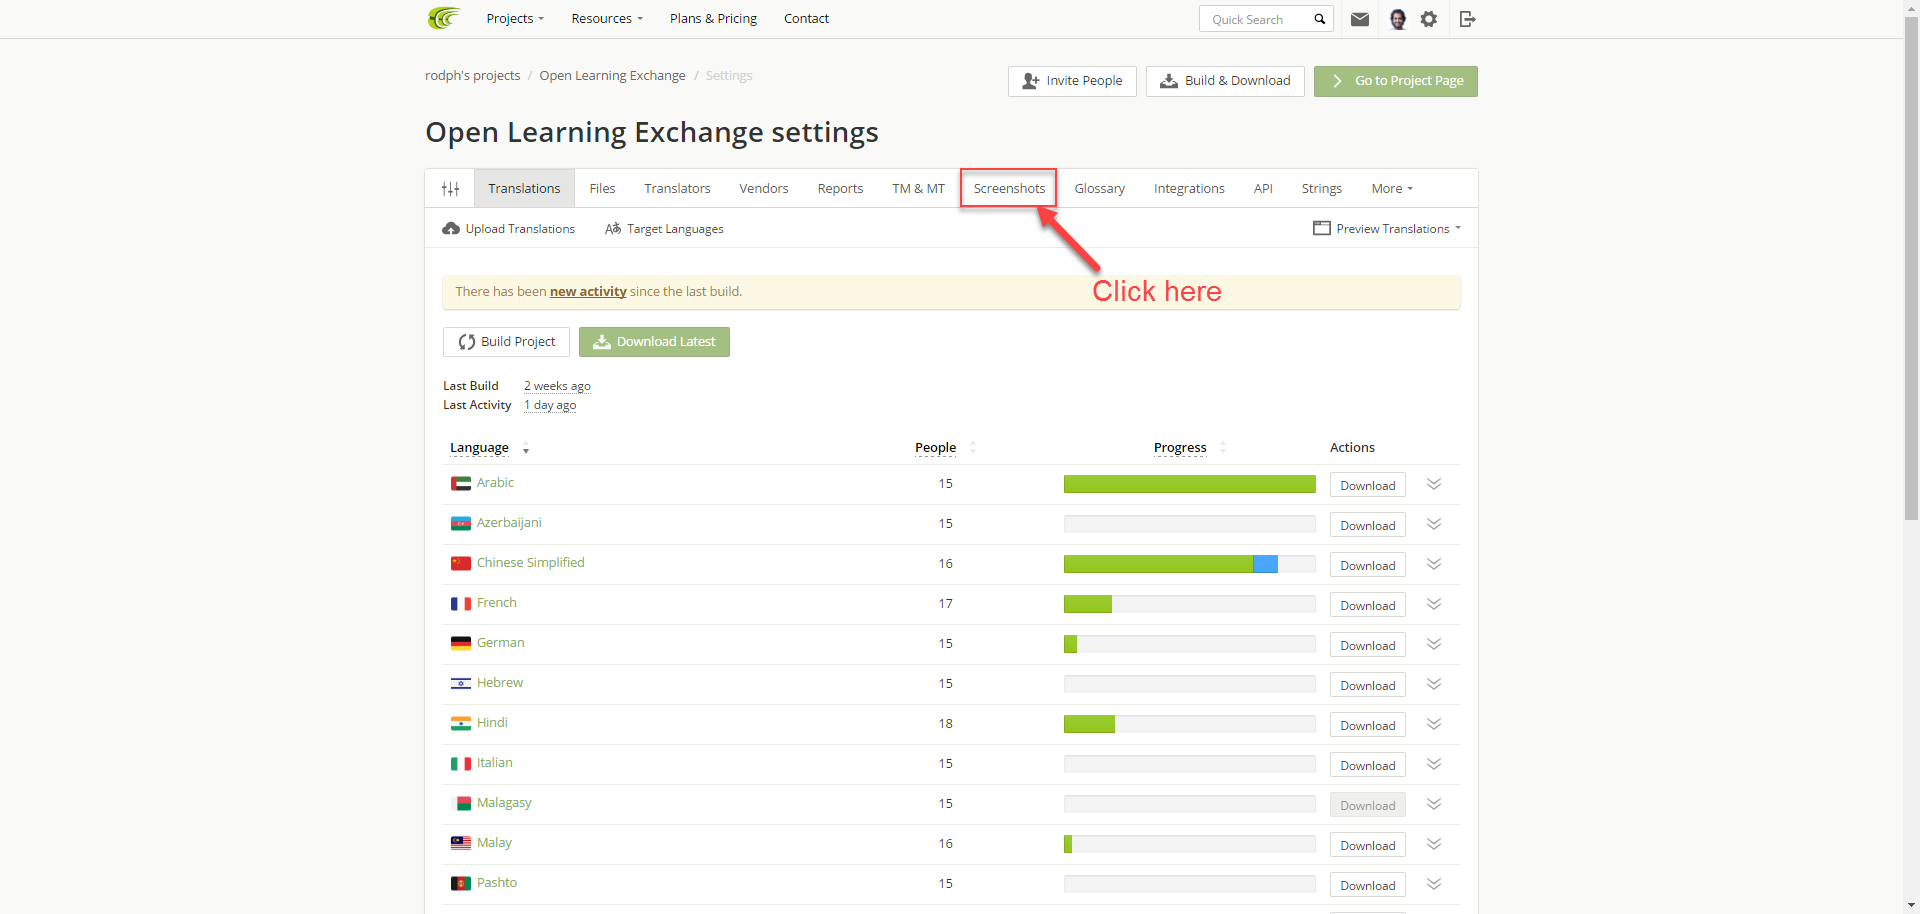 Projects Resources Plans & Pricing Contact Quick Search
rodph's projects / Open Learning Exchange / Settings
Invite People Build & Download Go to Project Page
Open Learning Exchange settings
Translations Files Translators Vendors Reports TM & MT Screenshots Glossary Integrations API Strings More
Upload Translations Target Languages Preview Translations
Click here
There has been new activity since the last build.
Build Project Download Latest
Last Build 2 weeks ago
Last Activity 1 day ago
Language People Progress Actions
Arabic 15 Download
Azerbaijani 15 Download
Chinese Simplified 16 Download
French 17 Download
German 15 Download
Hebrew 15 Download
Hindi 18 Download
Italian 15 Download
Malagasy 15 Download
Malay 16 Download
Pashto 15 Download